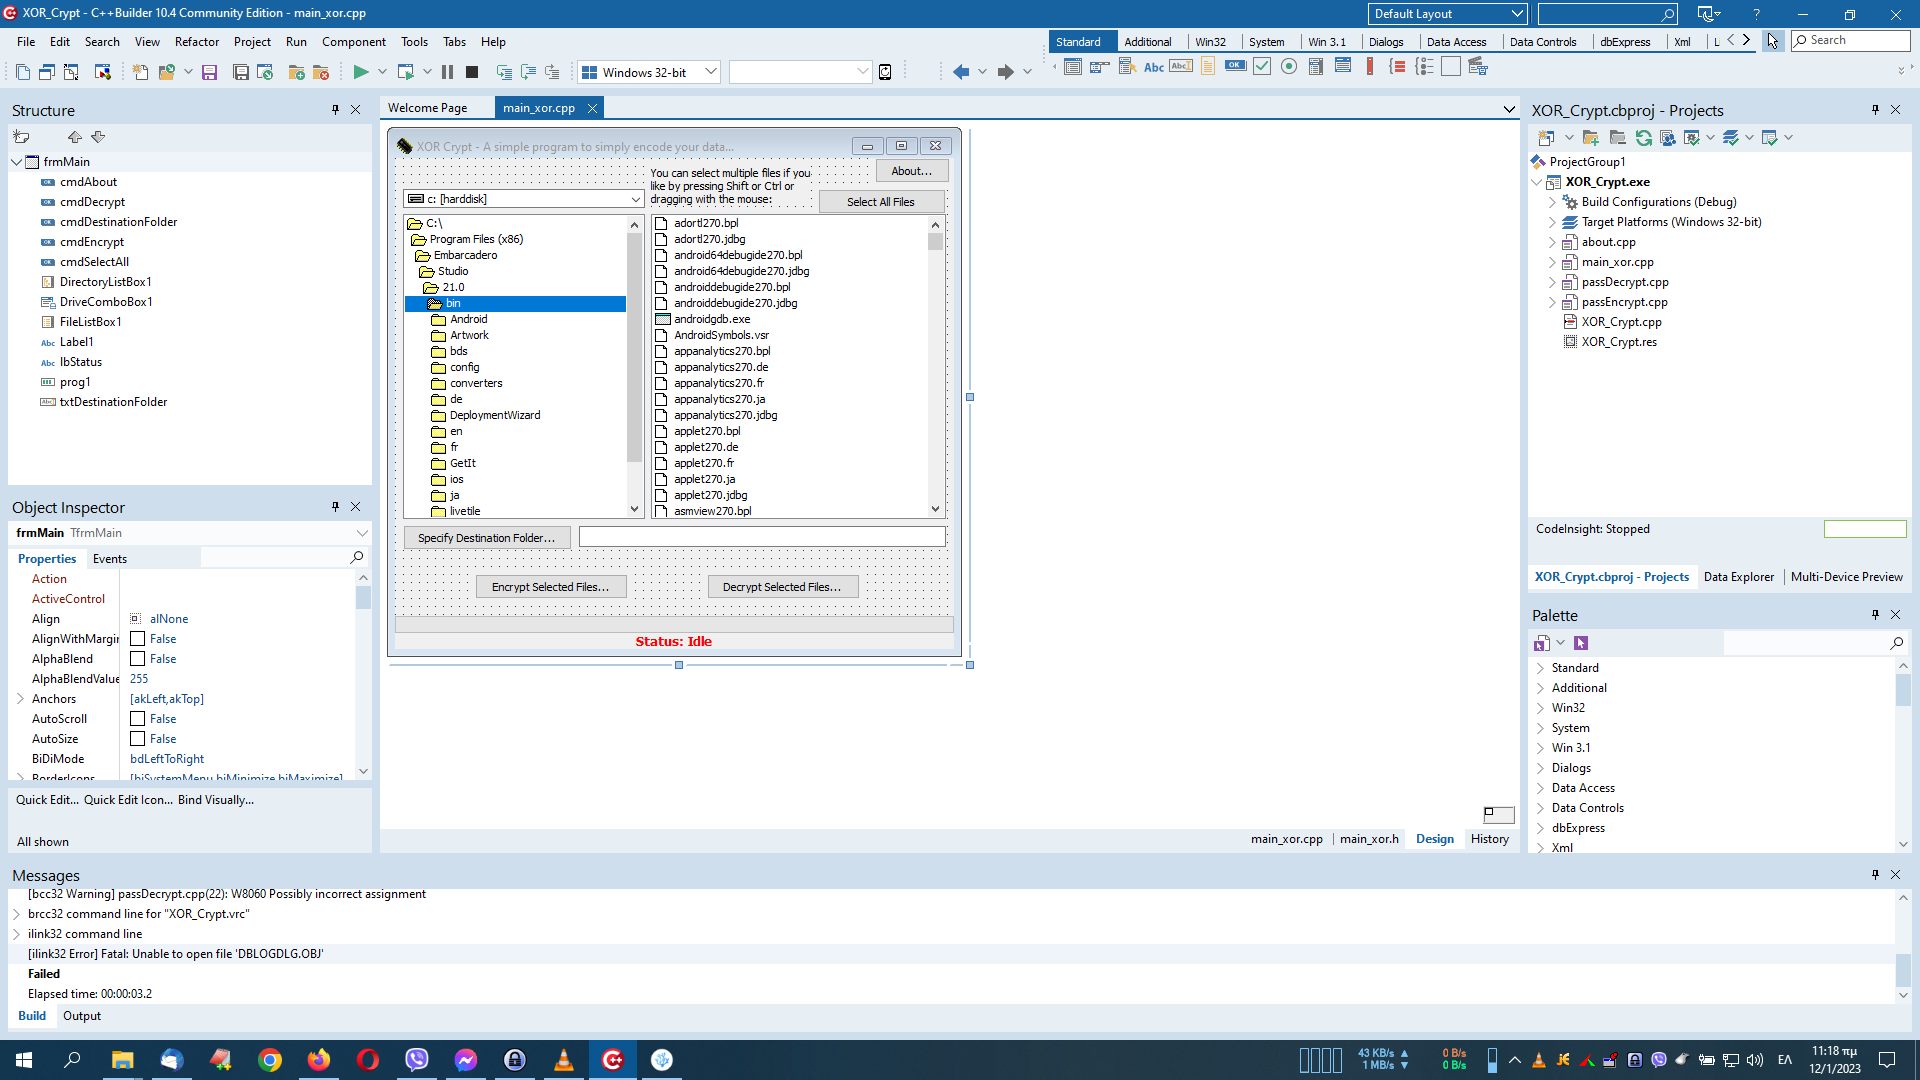 XOR_Crypt - C++Builder 10.4 Community Edition - main_xor.cpp
Default Layout
?
File Edit Search View Refactor Project Run Component Tools Tabs Help
Standard Additional Win32 System Win 3.1 Dialogs Data Access Data Controls dbExpress Xml
Search
Windows 32-bit
Abc
OK
Structure
frmMain
cmdAbout
cmdDecrypt
cmdDestinationFolder
cmdEncrypt
cmdSelectAll
DirectoryListBox1
DriveComboBox1
FileListBox1
Label1
lbStatus
prog1
txtDestinationFolder
Object Inspector
frmMain TfrmMain
Properties Events
Action
ActiveControl
Align alNone
AlignWithMargin False
AlphaBlend False
AlphaBlendValue 255
Anchors [akLeft,akTop]
AutoScroll False
AutoSize False
BiDiMode bdLeftToRight
BorderIcons [biSystemMenu,biMinimize,biMaximize]
Quick Edit... Quick Edit Icon... Bind Visually...
All shown
Welcome Page main_xor.cpp
XOR Crypt - A simple program to simply encode your data...
You can select multiple files if you
like by pressing Shift or Ctrl or
dragging with the mouse:
About...
Select All Files
c: [harddisk]
C:\
Program Files (x86)
Embarcadero
Studio
21.0
bin
Android
Artwork
bds
config
converters
de
DeploymentWizard
en
fr
GetIt
ios
ja
livetile
adortl270.bpl
adortl270.jdbg
android64debugide270.bpl
android64debugide270.jdbg
androiddebugide270.bpl
androiddebugide270.jdbg
androidgdb.exe
AndroidSymbols.vsr
appanalytics270.bpl
appanalytics270.de
appanalytics270.fr
appanalytics270.ja
appanalytics270.jdbg
applet270.bpl
applet270.de
applet270.fr
applet270.ja
applet270.jdbg
asmview270.bpl
Specify Destination Folder...
Encrypt Selected Files... Decrypt Selected Files...
Status: Idle
main_xor.cpp main_xor.h Design History
XOR_Crypt.cbproj - Projects
ProjectGroup1
XOR_Crypt.exe
Build Configurations (Debug)
Target Platforms (Windows 32-bit)
about.cpp
main_xor.cpp
passDecrypt.cpp
passEncrypt.cpp
XOR_Crypt.cpp
XOR_Crypt.res
CodeInsight: Stopped
XOR_Crypt.cbproj - Projects Data Explorer Multi-Device Preview
Palette
Standard
Additional
Win32
System
Win 3.1
Dialogs
Data Access
Data Controls
dbExpress
Xml
Messages
[bcc32 Warning] passDecrypt.cpp(22): W8060 Possibly incorrect assignment
brcc32 command line for "XOR_Crypt.vrc"
ilink32 command line
[ilink32 Error] Fatal: Unable to open file 'DBLOGDLG.OBJ'
Failed
Elapsed time: 00:00:03.2
Build Output
43 KB/s
1 MB/s
0 B/s
0 B/s
ΕΛ
11:18 πμ
12/1/2023